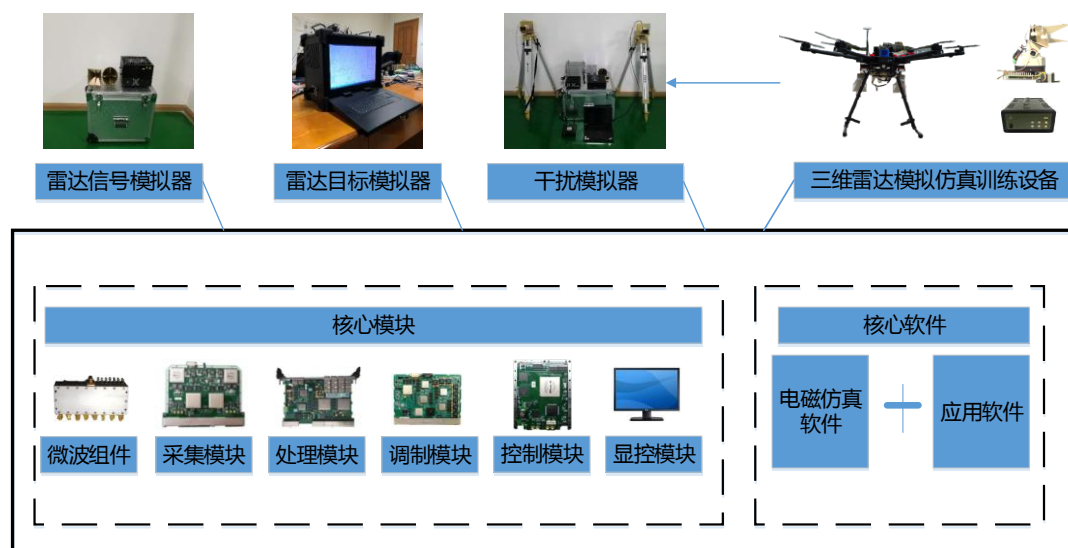 雷达信号模拟器
雷达目标模拟器
干扰模拟器
三维雷达模拟仿真训练设备
核心模块
核心软件
微波组件
采集模块
处理模块
调制模块
控制模块
显控模块
电磁仿真
软件
应用软件